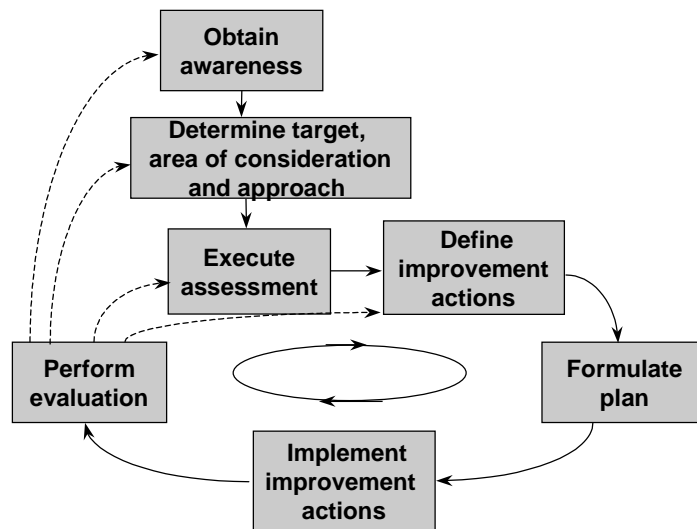 Obtain
awareness
Determine target,
area of consideration
and approach
Execute
assessment
Define
improvement
actions
Perform
evaluation
Formulate
plan
Implement
improvement
actions